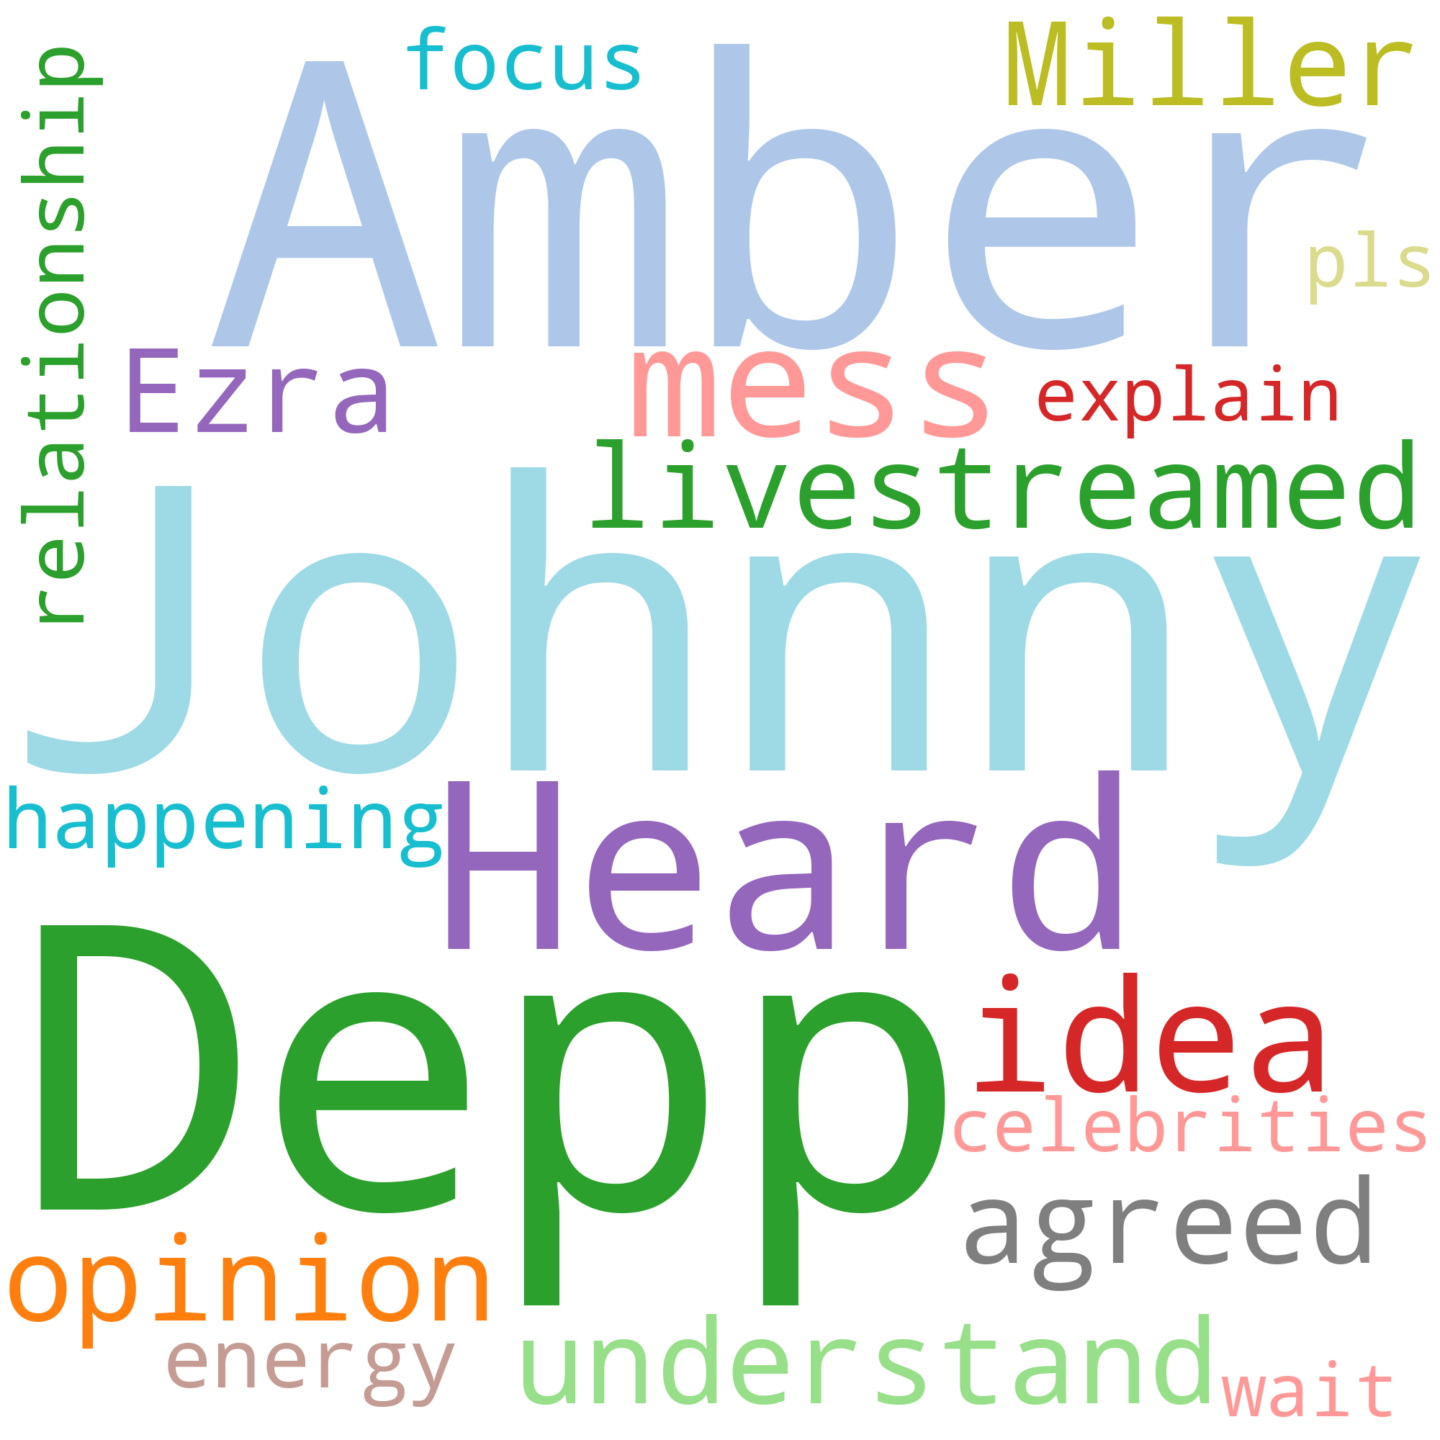 focus
Miller
Amber
relationship
pls
Ezra
mess
explain
livestreamed
Johnny
happening
Heard
Depp
idea
celebrities
agreed
opinion
understand
energy
wait